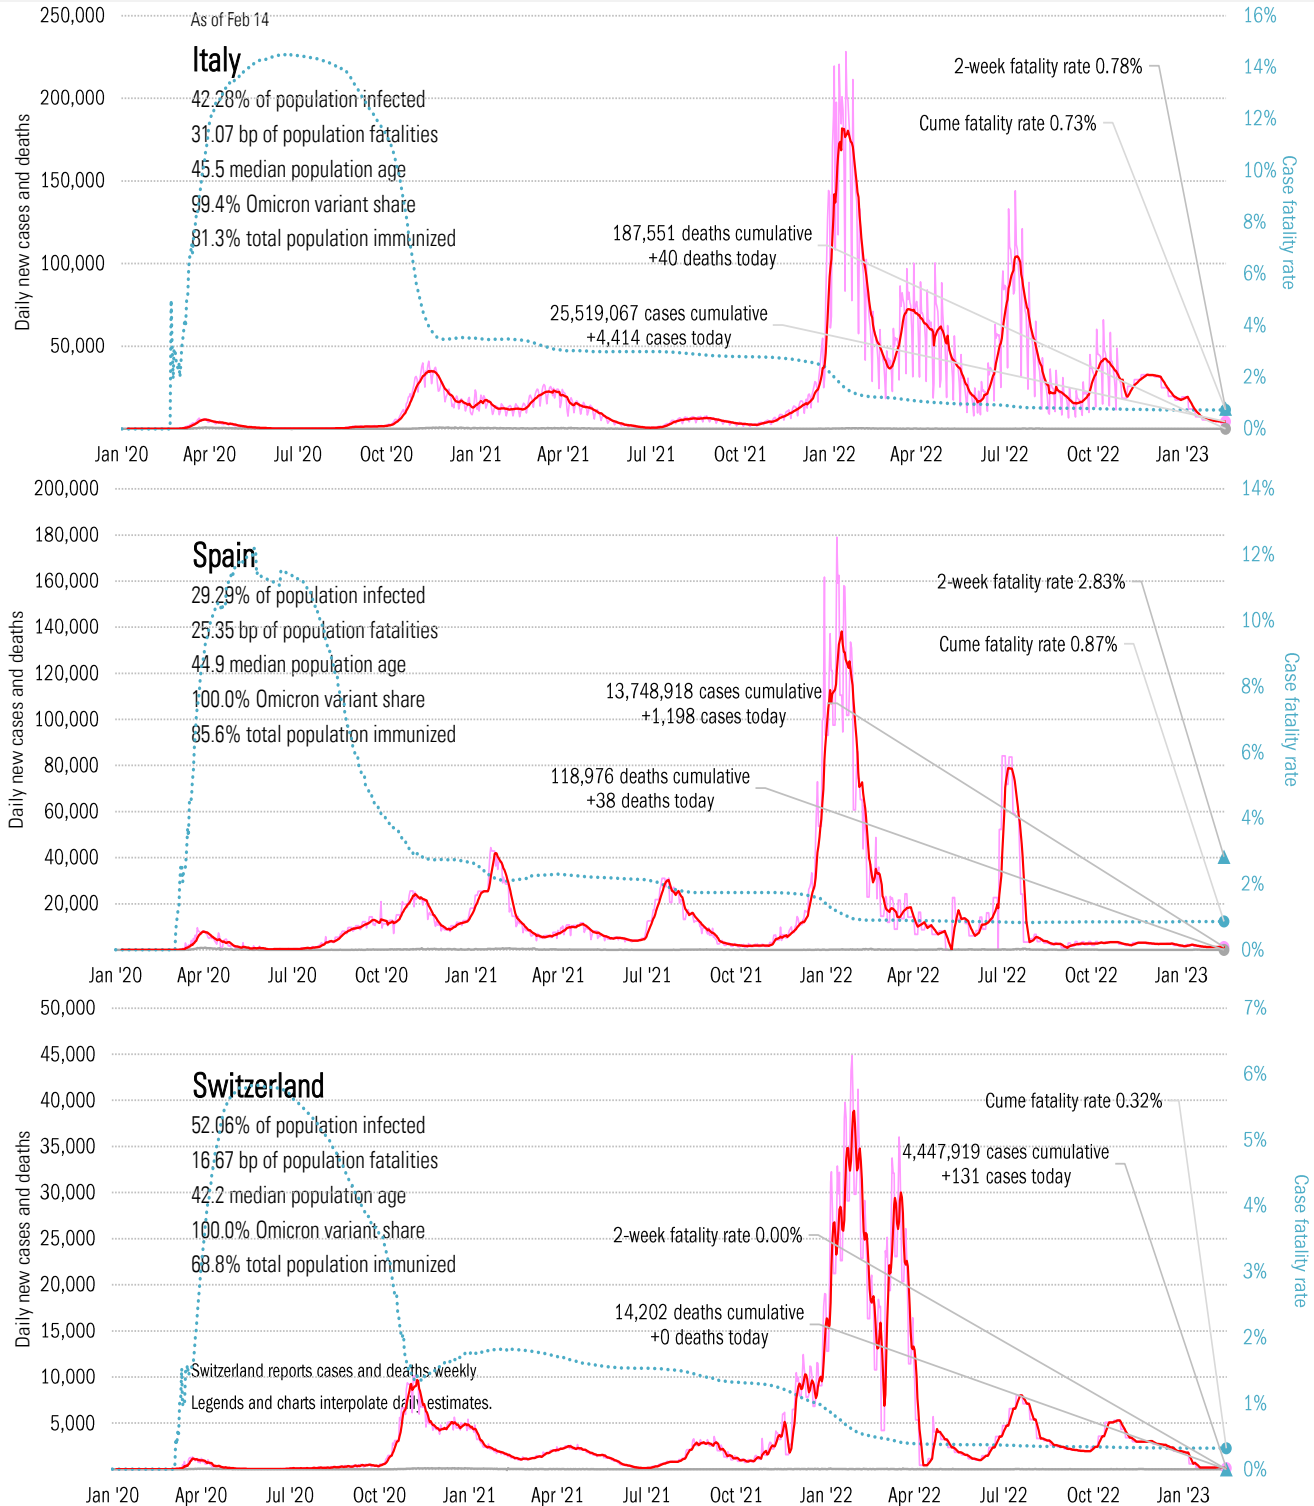 250,000
As of Feb 14
16%
Italy
2-week fatality rate 0.78%
14%
42.28% of population infected
200,000
Cume fatality rate 0.73%
12%
31.07 bp of population fatalities
45.5 median population age
150,000
10%
99.4% Omicron variant share
8%
81.3% total population immunized
187,551 deaths cumulative
+40 deaths today
100,000
6%
25,519,067 cases cumulative
+4,414 cases today
50,000
4%
2%
0%
Daily new cases and deaths
Case fatality rate
Jan '20 Apr '20 Jul '20 Oct '20 Jan '21 Apr '21 Jul '21 Oct '21 Jan '22 Apr '22 Jul '22 Oct '22 Jan '23
200,000
14%
180,000
Spain
12%
160,000
2-week fatality rate 2.83%
29.29% of population infected
140,000
10%
25.35 bp of population fatalities
Cume fatality rate 0.87%
44.9 median population age
120,000
8%
13,748,918 cases cumulative
+1,198 cases today
100.0% Omicron variant share
100,000
85.6% total population immunized
6%
80,000
118,976 deaths cumulative
+38 deaths today
60,000
4%
40,000
2%
20,000
0%
Daily new cases and deaths
Case fatality rate
Jan '20 Apr '20 Jul '20 Oct '20 Jan '21 Apr '21 Jul '21 Oct '21 Jan '22 Apr '22 Jul '22 Oct '22 Jan '23
50,000
7%
45,000
6%
Switzerland
40,000
Cume fatality rate 0.32%
52.06% of population infected
35,000
5%
4,447,919 cases cumulative
+131 cases today
16.67 bp of population fatalities
42.2 median population age
30,000
4%
100.0% Omicron variant share
25,000
2-week fatality rate 0.00%
68.8% total population immunized
3%
20,000
14,202 deaths cumulative
+0 deaths today
15,000
2%
Switzerland reports cases and deaths weekly
10,000
Legends and charts interpolate daily estimates.
1%
5,000
0%
Daily new cases and deaths
Case fatality rate
Jan '20 Apr '20 Jul '20 Oct '20 Jan '21 Apr '21 Jul '21 Oct '21 Jan '22 Apr '22 Jul '22 Oct '22 Jan '23